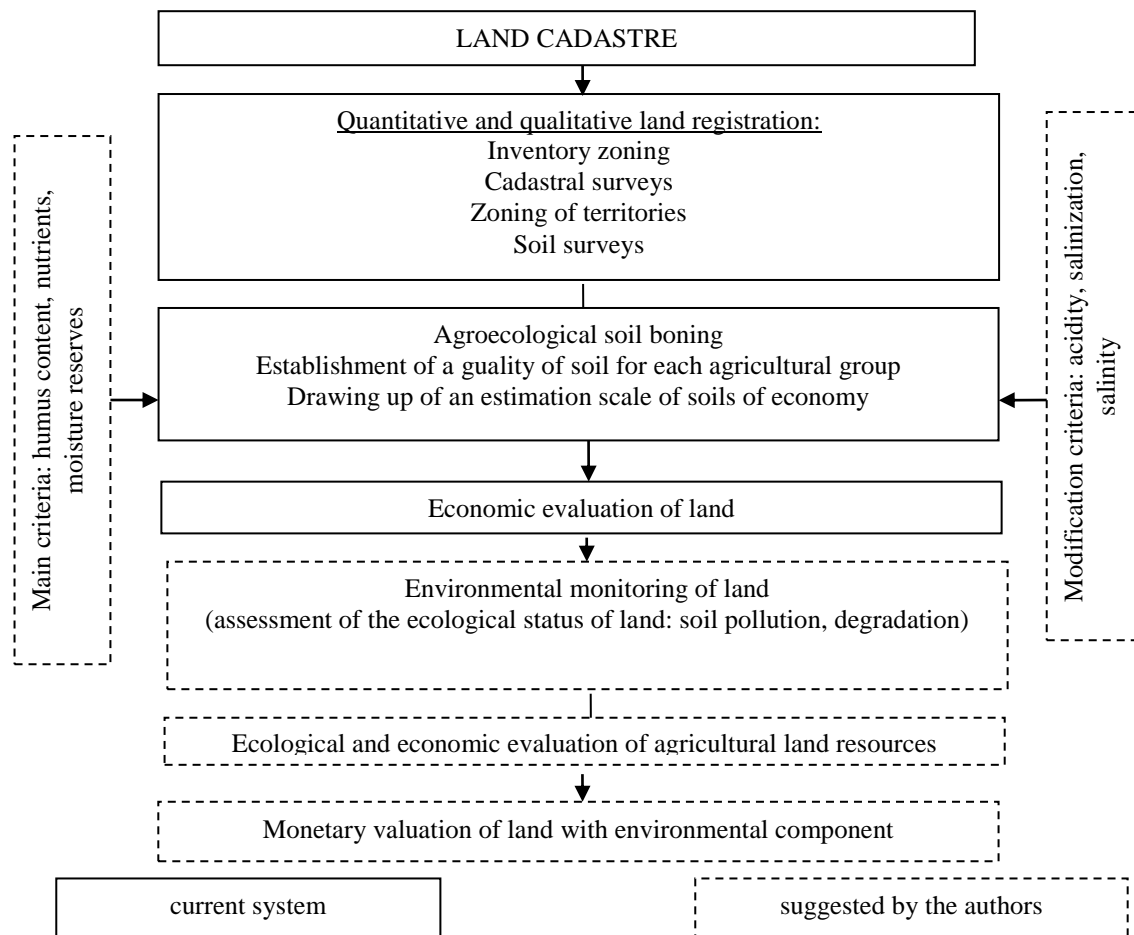 LAND CADASTRE
Quantitative and qualitative land registration:
Inventory zoning
Cadastral surveys
Zoning of territories
Soil surveys
Main criteria: humus content, nutrients,
moisture reserves
Modification criteria: acidity, salinization,
salinity
Agroecological soil boning
Establishment of a guality of soil for each agricultural group
Drawing up of an estimation scale of soils of economy
Economic evaluation of land
Environmental monitoring of land
(assessment of the ecological status of land: soil pollution, degradation)
Ecological and economic evaluation of agricultural land resources
Monetary valuation of land with environmental component
current system
suggested by the authors